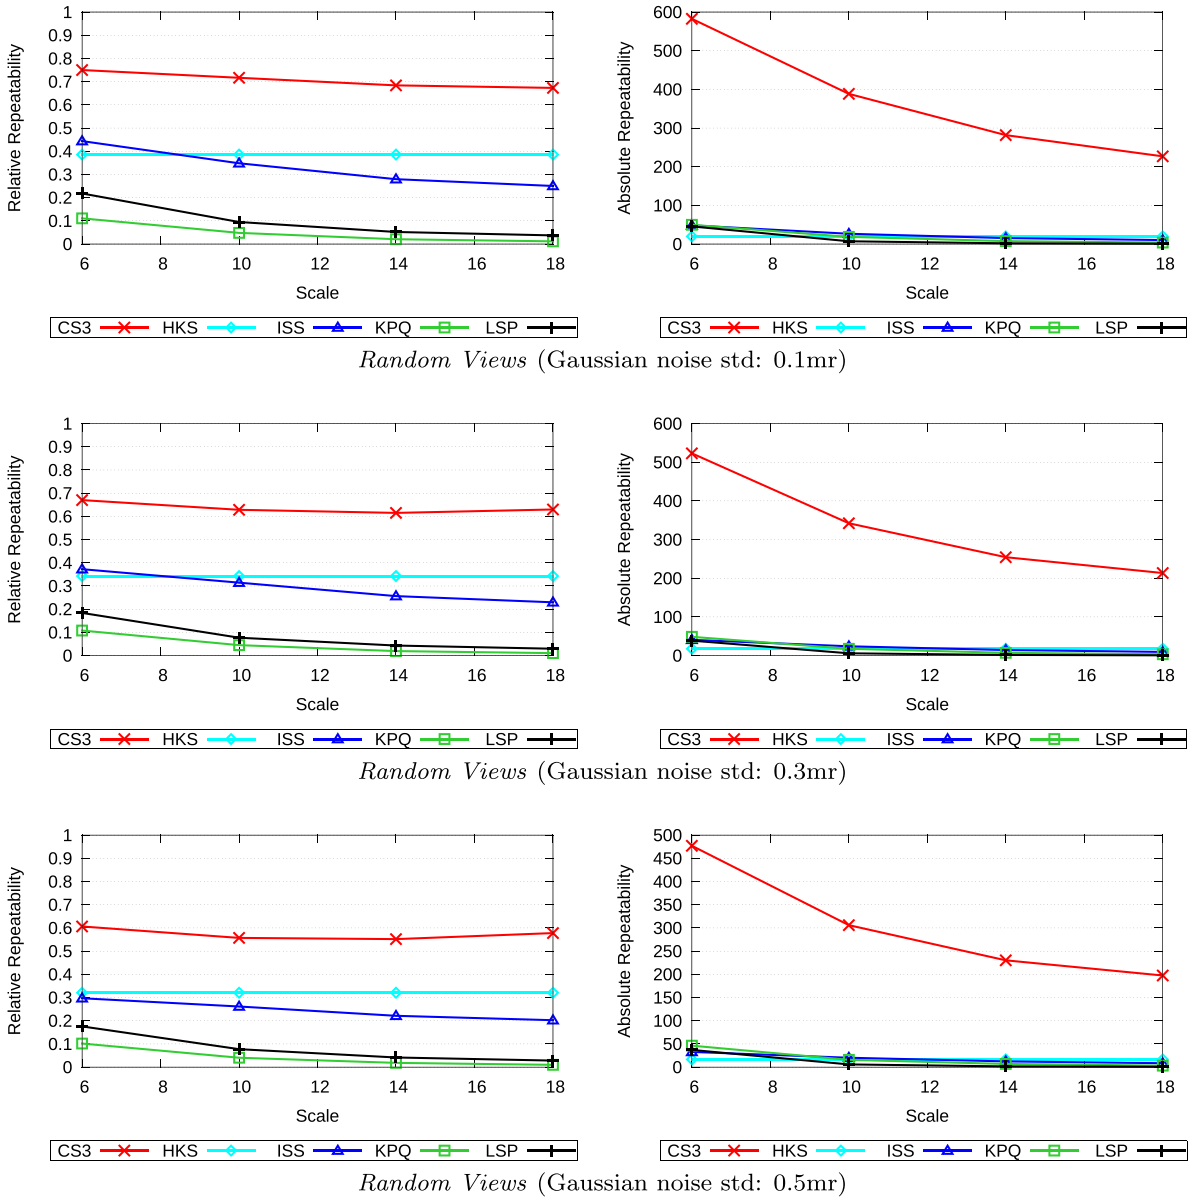 Relative Repeatability
1
0.9
0.8
0.7
0.6
0.5
0.4
0.3
0.2
0.1
0
6 8 10 12 14 16 18
Scale
CS3 HKS ISS KPQ LSP
Absolute Repeatability
600
500
400
300
200
100
0
6 8 10 12 14 16 18
Scale
CS3 HKS ISS KPQ LSP
Random Views (Gaussian noise std: 0.1mr)
Relative Repeatability
1
0.9
0.8
0.7
0.6
0.5
0.4
0.3
0.2
0.1
0
6 8 10 12 14 16 18
Scale
CS3 HKS ISS KPQ LSP
Absolute Repeatability
600
500
400
300
200
100
0
6 8 10 12 14 16 18
Scale
CS3 HKS ISS KPQ LSP
Random Views (Gaussian noise std: 0.3mr)
Relative Repeatability
1
0.9
0.8
0.7
0.6
0.5
0.4
0.3
0.2
0.1
0
6 8 10 12 14 16 18
Scale
CS3 HKS ISS KPQ LSP
Absolute Repeatability
500
450
400
350
300
250
200
150
100
50
0
6 8 10 12 14 16 18
Scale
CS3 HKS ISS KPQ LSP
Random Views (Gaussian noise std: 0.5mr)